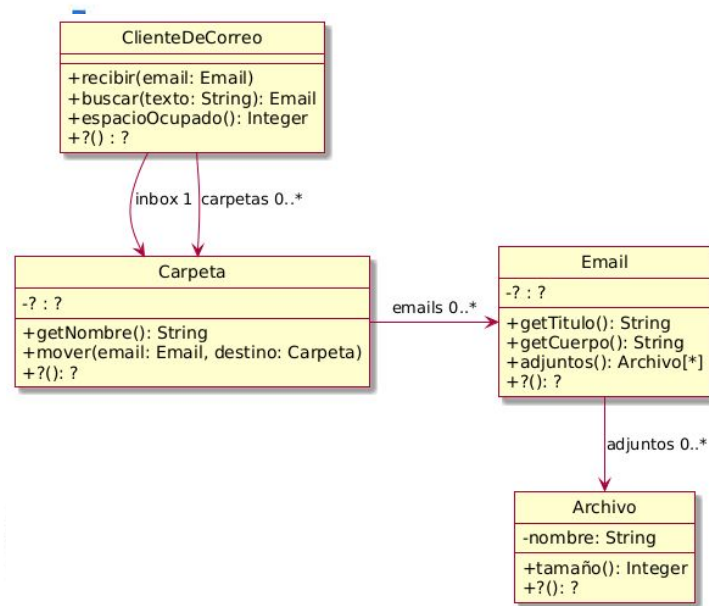 ClienteDeCorreo
+recibir(email: Email)
+buscar(texto: String): Email
+espacioOcupado(): Integer
+?() : ?
inbox 1
carpetas 0..*
Carpeta
-? : ?
+getNombre(): String
+mover(email: Email, destino: Carpeta)
+?(): ?
emails 0..*
Email
-? : ?
+getTitulo(): String
+getCuerpo(): String
+adjuntos(): Archivo[*]
+?(): ?
adjuntos 0..*
Archivo
-nombre: String
+tamaño(): Integer
+?(): ?